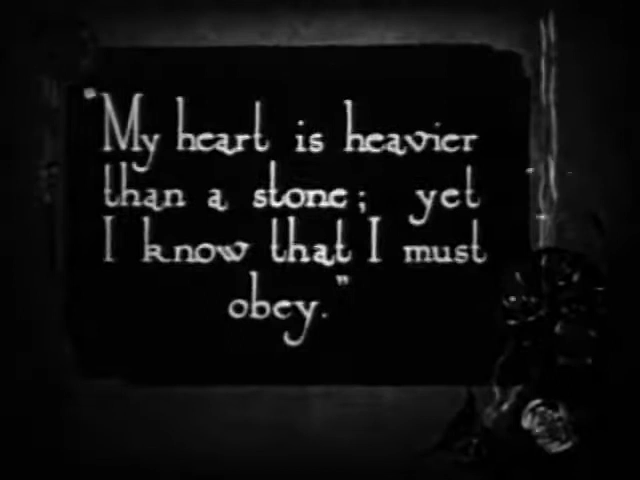 "My heart is heavier
than a stone; yet
I know that I must
obey."